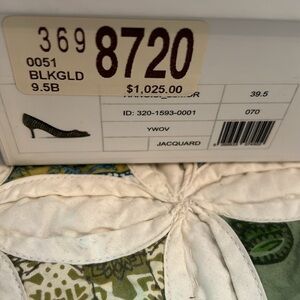 369 8720
0051
BLKGLD
9.5B
$1,025.00
39.5
ID: 320-1593-0001
070
YWOV
JACQUARD